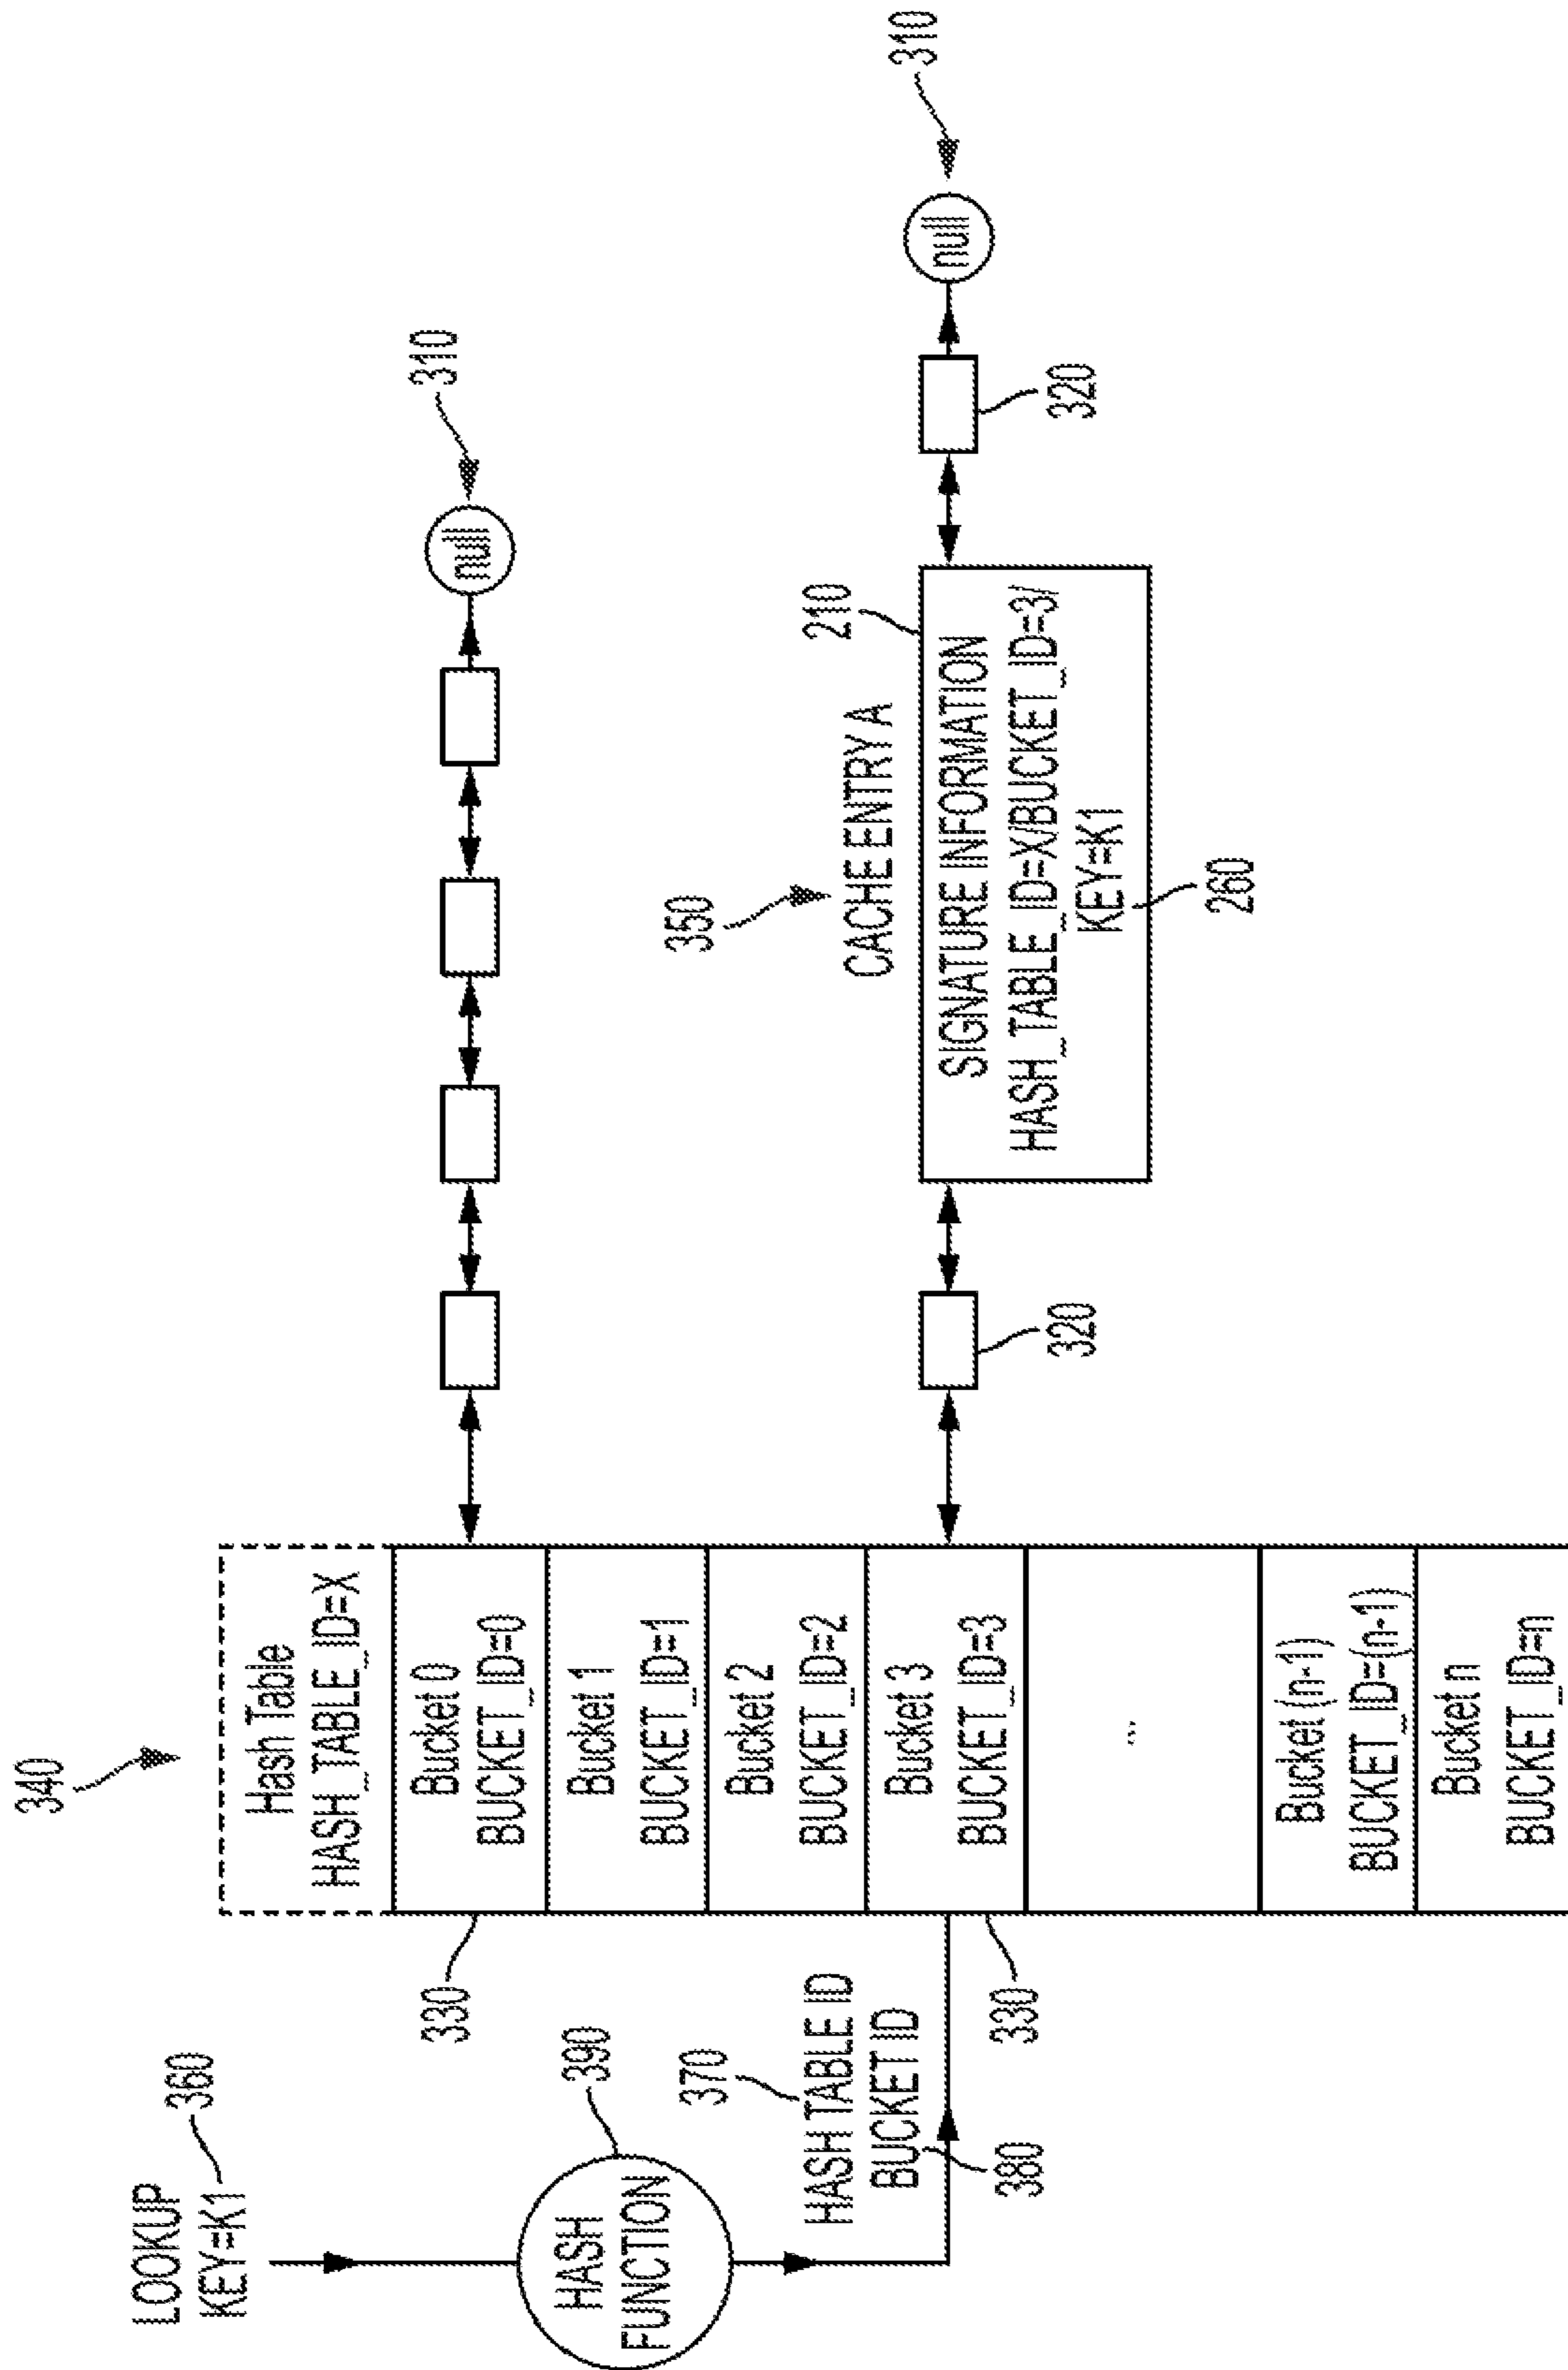 340
310
310
LOOKUP
KEY=K1
360
HASH
FUNCTION
390
370
HASH TABLE ID
BUCKET ID
380
Hash Table
HASH_TABLE_ID=X
Bucket 0
BUCKET_ID=0
330
null
Bucket 1
BUCKET_ID=1
Bucket 2
BUCKET_ID=2
Bucket 3
BUCKET_ID=3
330
350
CACHE ENTRY A
210
SIGNATURE INFORMATION
HASH_TABLE_ID=X/BUCKET_ID=3/
KEY=K1
260
320
320
null
Bucket (n-1)
BUCKET_ID=(n-1)
Bucket n
BUCKET_ID=n